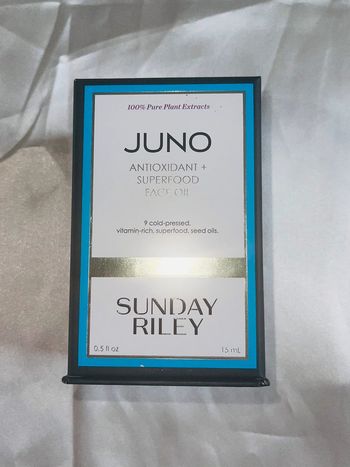 100% Pure Plant Extracts
JUNO
ANTIOXIDANT +
SUPERFOOD
FACE OIL
9 cold-pressed,
vitamin-rich, superfood, seed oils.
SUNDAY
RILEY
0.5 fl oz 15 mL